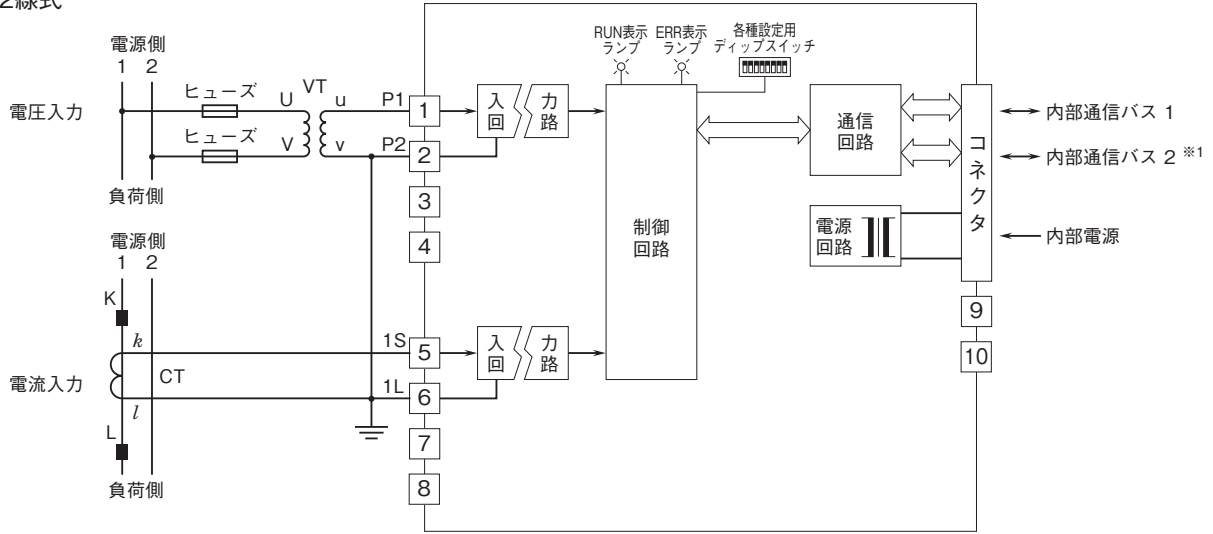 2線式
電源側
1 2
電圧入力
ヒューズ
ヒューズ
U VT u
V v
P1
P2
負荷側
1
2
3
4
入力
回路
RUN表示
ランプ
ERR表示
ランプ
各種設定用
ディップスイッチ
制御
回路
通信
回路
電源
回路
コネクタ
内部通信バス 1
内部通信バス 2 ※1
内部電源
9
10
電源側
1 2
K
k
電流入力
CT
l
L
負荷側
1S
1L
5
6
7
8
入力
回路